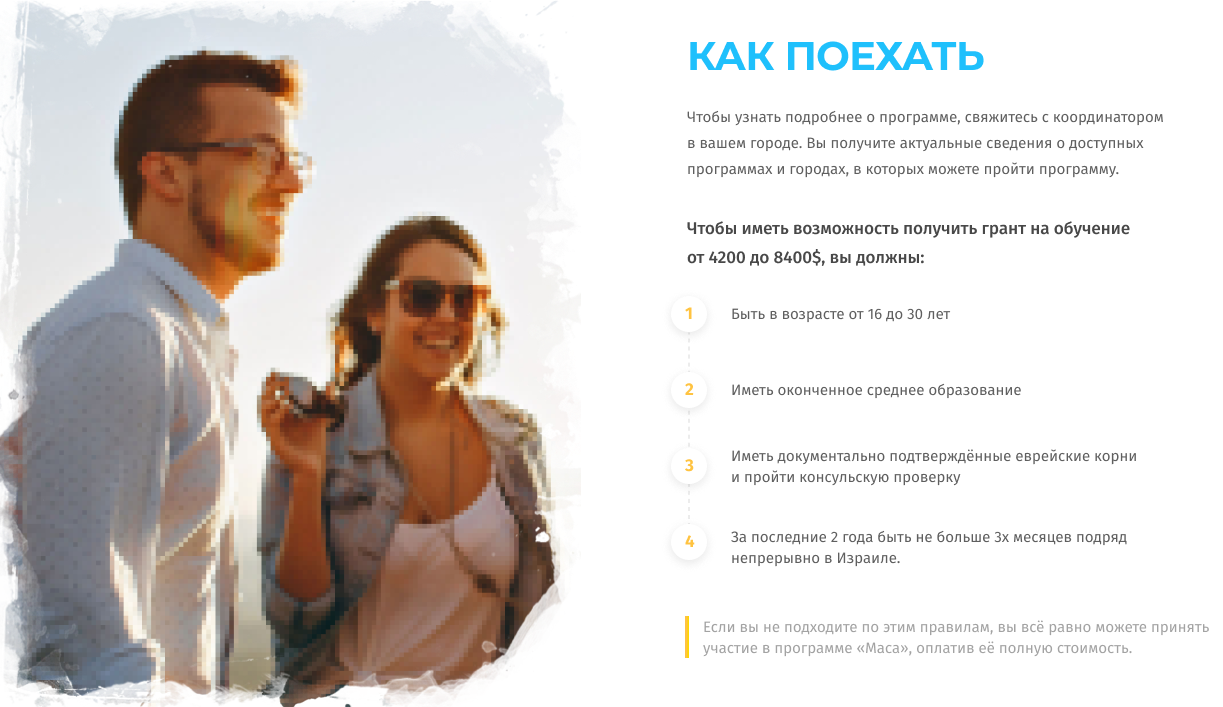 КАК ПОЕХАТЬ
Чтобы узнать подробнее о программе, свяжитесь с координатором
в вашем городе. Вы получите актуальные сведения о доступных
программах и городах, в которых можете пройти программу.
Чтобы иметь возможность получить грант на обучение
от 4200 до 8400$, вы должны:
1 Быть в возрасте от 16 до 30 лет
2 Иметь оконченное среднее образование
3 Иметь документально подтверждённые еврейские корни
и пройти консульскую проверку
4 За последние 2 года быть не больше 3х месяцев подряд
непрерывно в Израиле.
Если вы не подходите по этим правилам, вы всё равно можете принять
участие в программе «Маса», оплатив её полную стоимость.